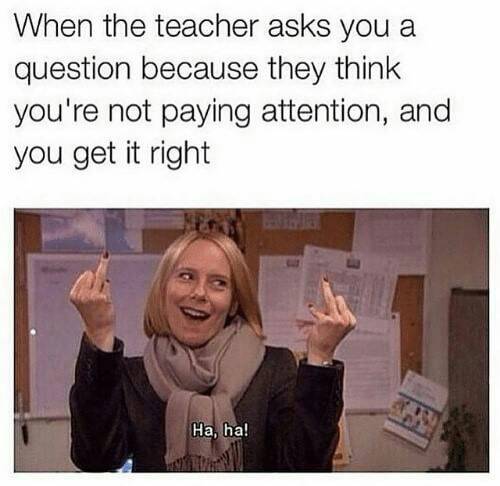 When the teacher asks you a
question because they think
you're not paying attention, and
you get it right
Ha, ha!